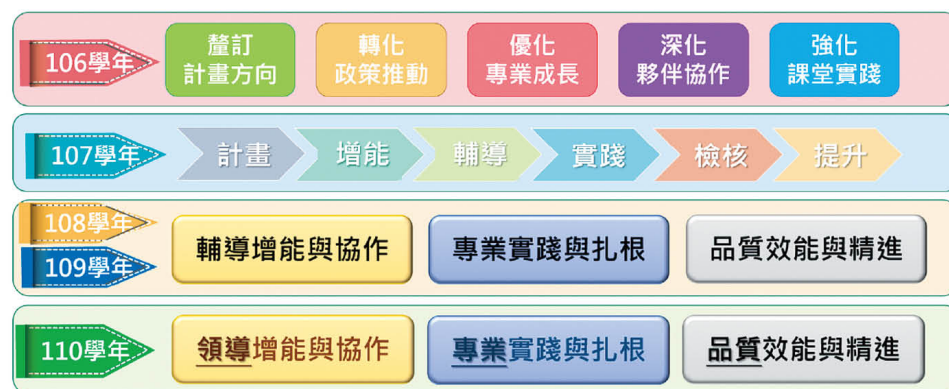 106學年
釐訂
計畫方向
轉化
政策推動
優化
專業成長
深化
夥伴協作
強化
課堂實踐
107學年
計畫
增能
輔導
實踐
檢核
提升
108學年
109學年
輔導增能與協作
專業實踐與扎根
品質效能與精進
110學年
領導增能與協作
專業實踐與扎根
品質效能與精進